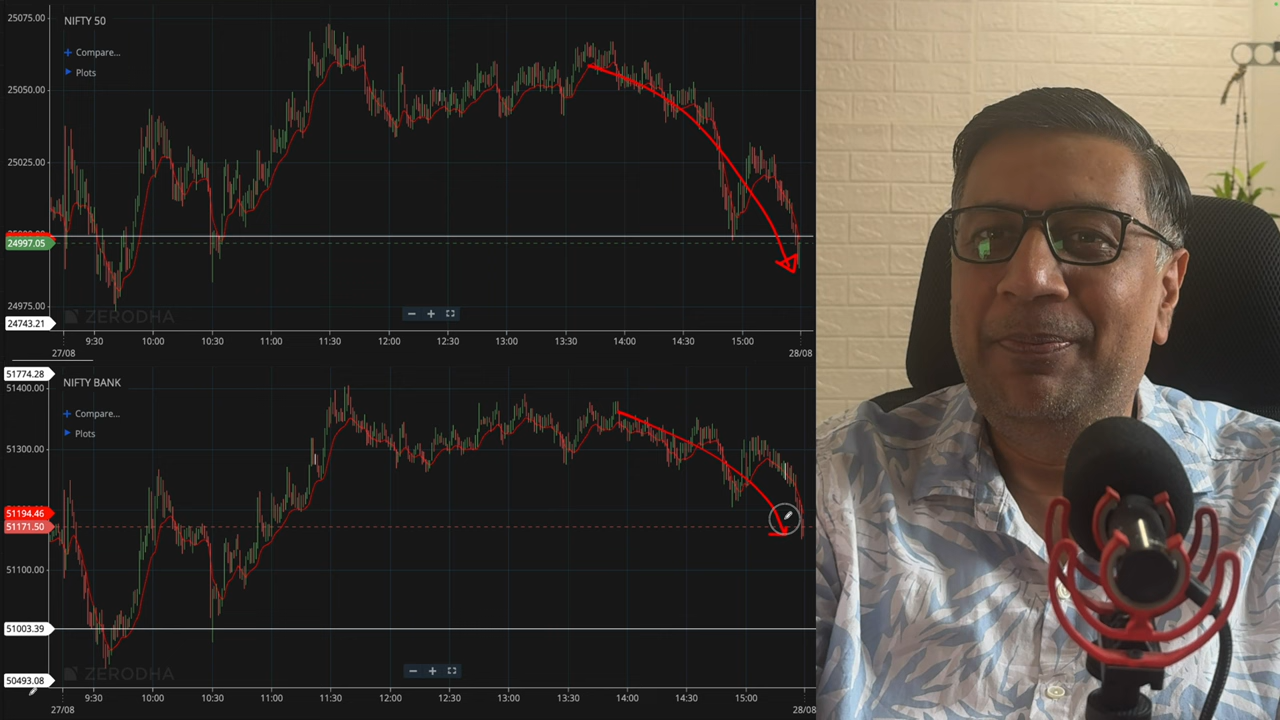 25075.00
NIFTY 50
Compare...
Plots
25050.00
25025.00
24997.05
24975.00
ZERODHA
24743.21
9:30 10:00 10:30 11:00 11:30 12:00 12:30 13:00 13:30 14:00 14:30 15:00
27/08 28/08
51774.28
51400.00
NIFTY BANK
Compare...
Plots
51300.00
51194.46
51171.50
51100.00
51003.39
ZERODHA
50493.08
9:30 10:00 10:30 11:00 11:30 12:00 12:30 13:00 13:30 14:00 14:30 15:00
27/08 28/08